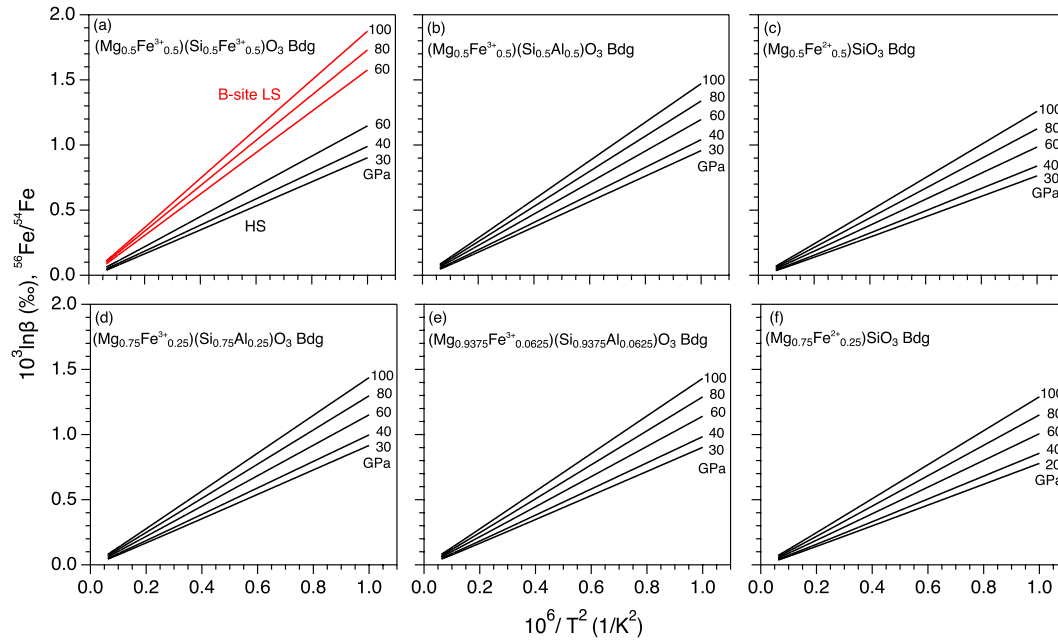 (a)
(Mg0.5Fe3+0.5)(Si0.5Fe3+0.5)O3 Bdg
B-site LS
100
80
60
60
40
30
GPa
HS
2.0
1.5
1.0
0.5
0.0
(b)
(Mg0.5Fe3+0.5)(Si0.5Al0.5)O3 Bdg
100
80
60
40
30
GPa
(c)
(Mg0.5Fe2+0.5)SiO3 Bdg
100
80
60
40
30
GPa
10³lnβ (‰), 56Fe/54Fe
(d)
(Mg0.75Fe3+0.25)(Si0.75Al0.25)O3 Bdg
100
80
60
40
30
GPa
2.0
1.5
1.0
0.5
0.0
0.0 0.2 0.4 0.6 0.8 1.0
(e)
(Mg0.9375Fe3+0.0625)(Si0.9375Al0.0625)O3 Bdg
100
80
60
40
30
GPa
0.0 0.2 0.4 0.6 0.8 1.0
(f)
(Mg0.75Fe2+0.25)SiO3 Bdg
100
80
60
40
20
GPa
0.0 0.2 0.4 0.6 0.8 1.0
10⁶/ T² (1/K²)